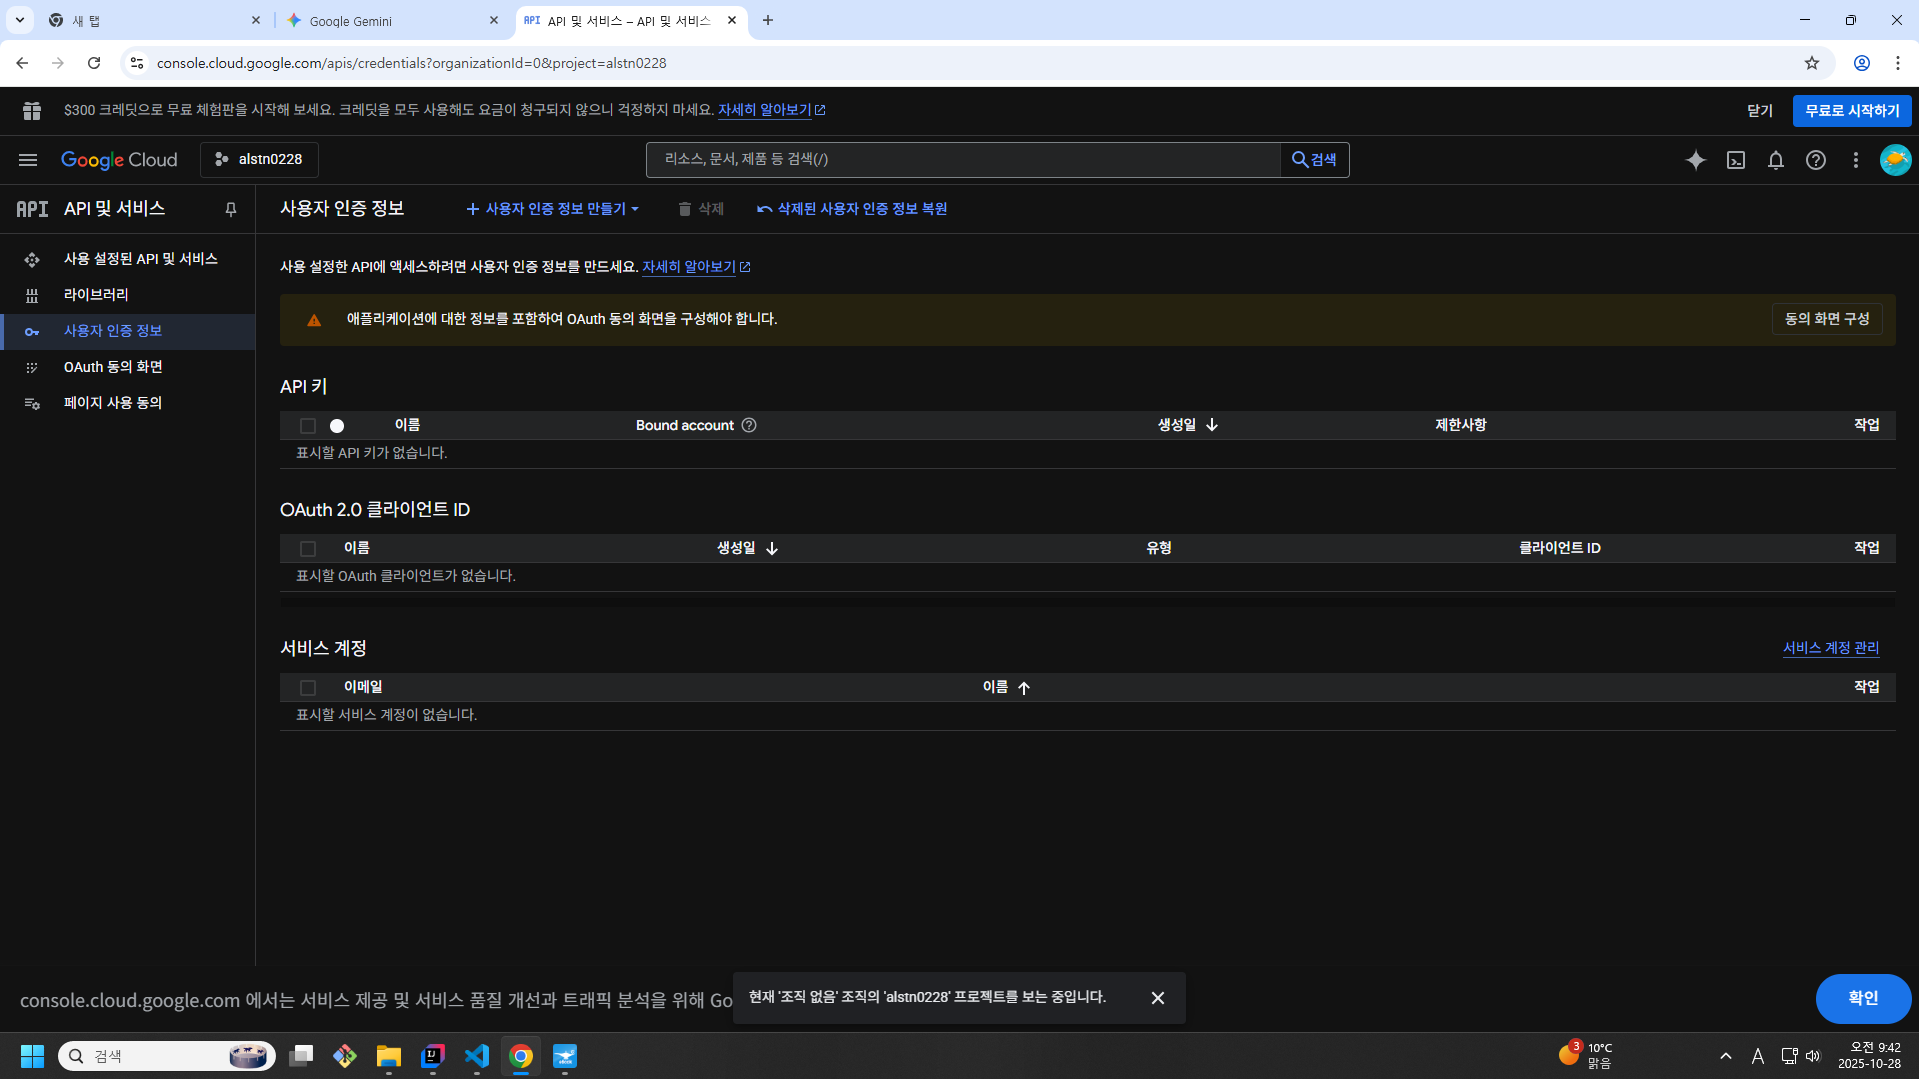 새 탭
Google Gemini
API API 및 서비스 – API 및 서비스
console.cloud.google.com/apis/credentials?organizationId=0&project=alstn0228
$300 크레딧으로 무료 체험판을 시작해 보세요. 크레딧을 모두 사용해도 요금이 청구되지 않으니 걱정하지 마세요. 자세히 알아보기
닫기
무료로 시작하기
Google Cloud
alstn0228
리소스, 문서, 제품 등 검색(/)
검색
API API 및 서비스
사용 설정된 API 및 서비스
라이브러리
사용자 인증 정보
OAuth 동의 화면
페이지 사용 동의
사용자 인증 정보
사용자 인증 정보 만들기
삭제
삭제된 사용자 인증 정보 복원
사용 설정한 API에 액세스하려면 사용자 인증 정보를 만드세요. 자세히 알아보기
애플리케이션에 대한 정보를 포함하여 OAuth 동의 화면을 구성해야 합니다.
동의 화면 구성
API 키
이름 Bound account 생성일 제한사항 작업
표시할 API 키가 없습니다.
OAuth 2.0 클라이언트 ID
이름 생성일 유형 클라이언트 ID 작업
표시할 OAuth 클라이언트가 없습니다.
서비스 계정
서비스 계정 관리
이메일 이름 작업
표시할 서비스 계정이 없습니다.
console.cloud.google.com 에서는 서비스 제공 및 서비스 품질 개선과 트래픽 분석을 위해 Go
현재 '조직 없음' 조직의 'alstn0228' 프로젝트를 보는 중입니다.
확인
검색
3
10°C
맑음
A
오전 9:42
2025-10-28